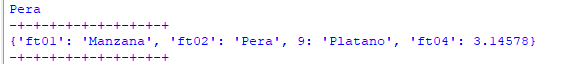 Pera
-+-+-+-+-+-+-+-+-+-+
{'ft01': 'Manzana', 'ft02': 'Pera', 9: 'Platano', 'ft04': 3.14578}
-+-+-+-+-+-+-+-+-+-+